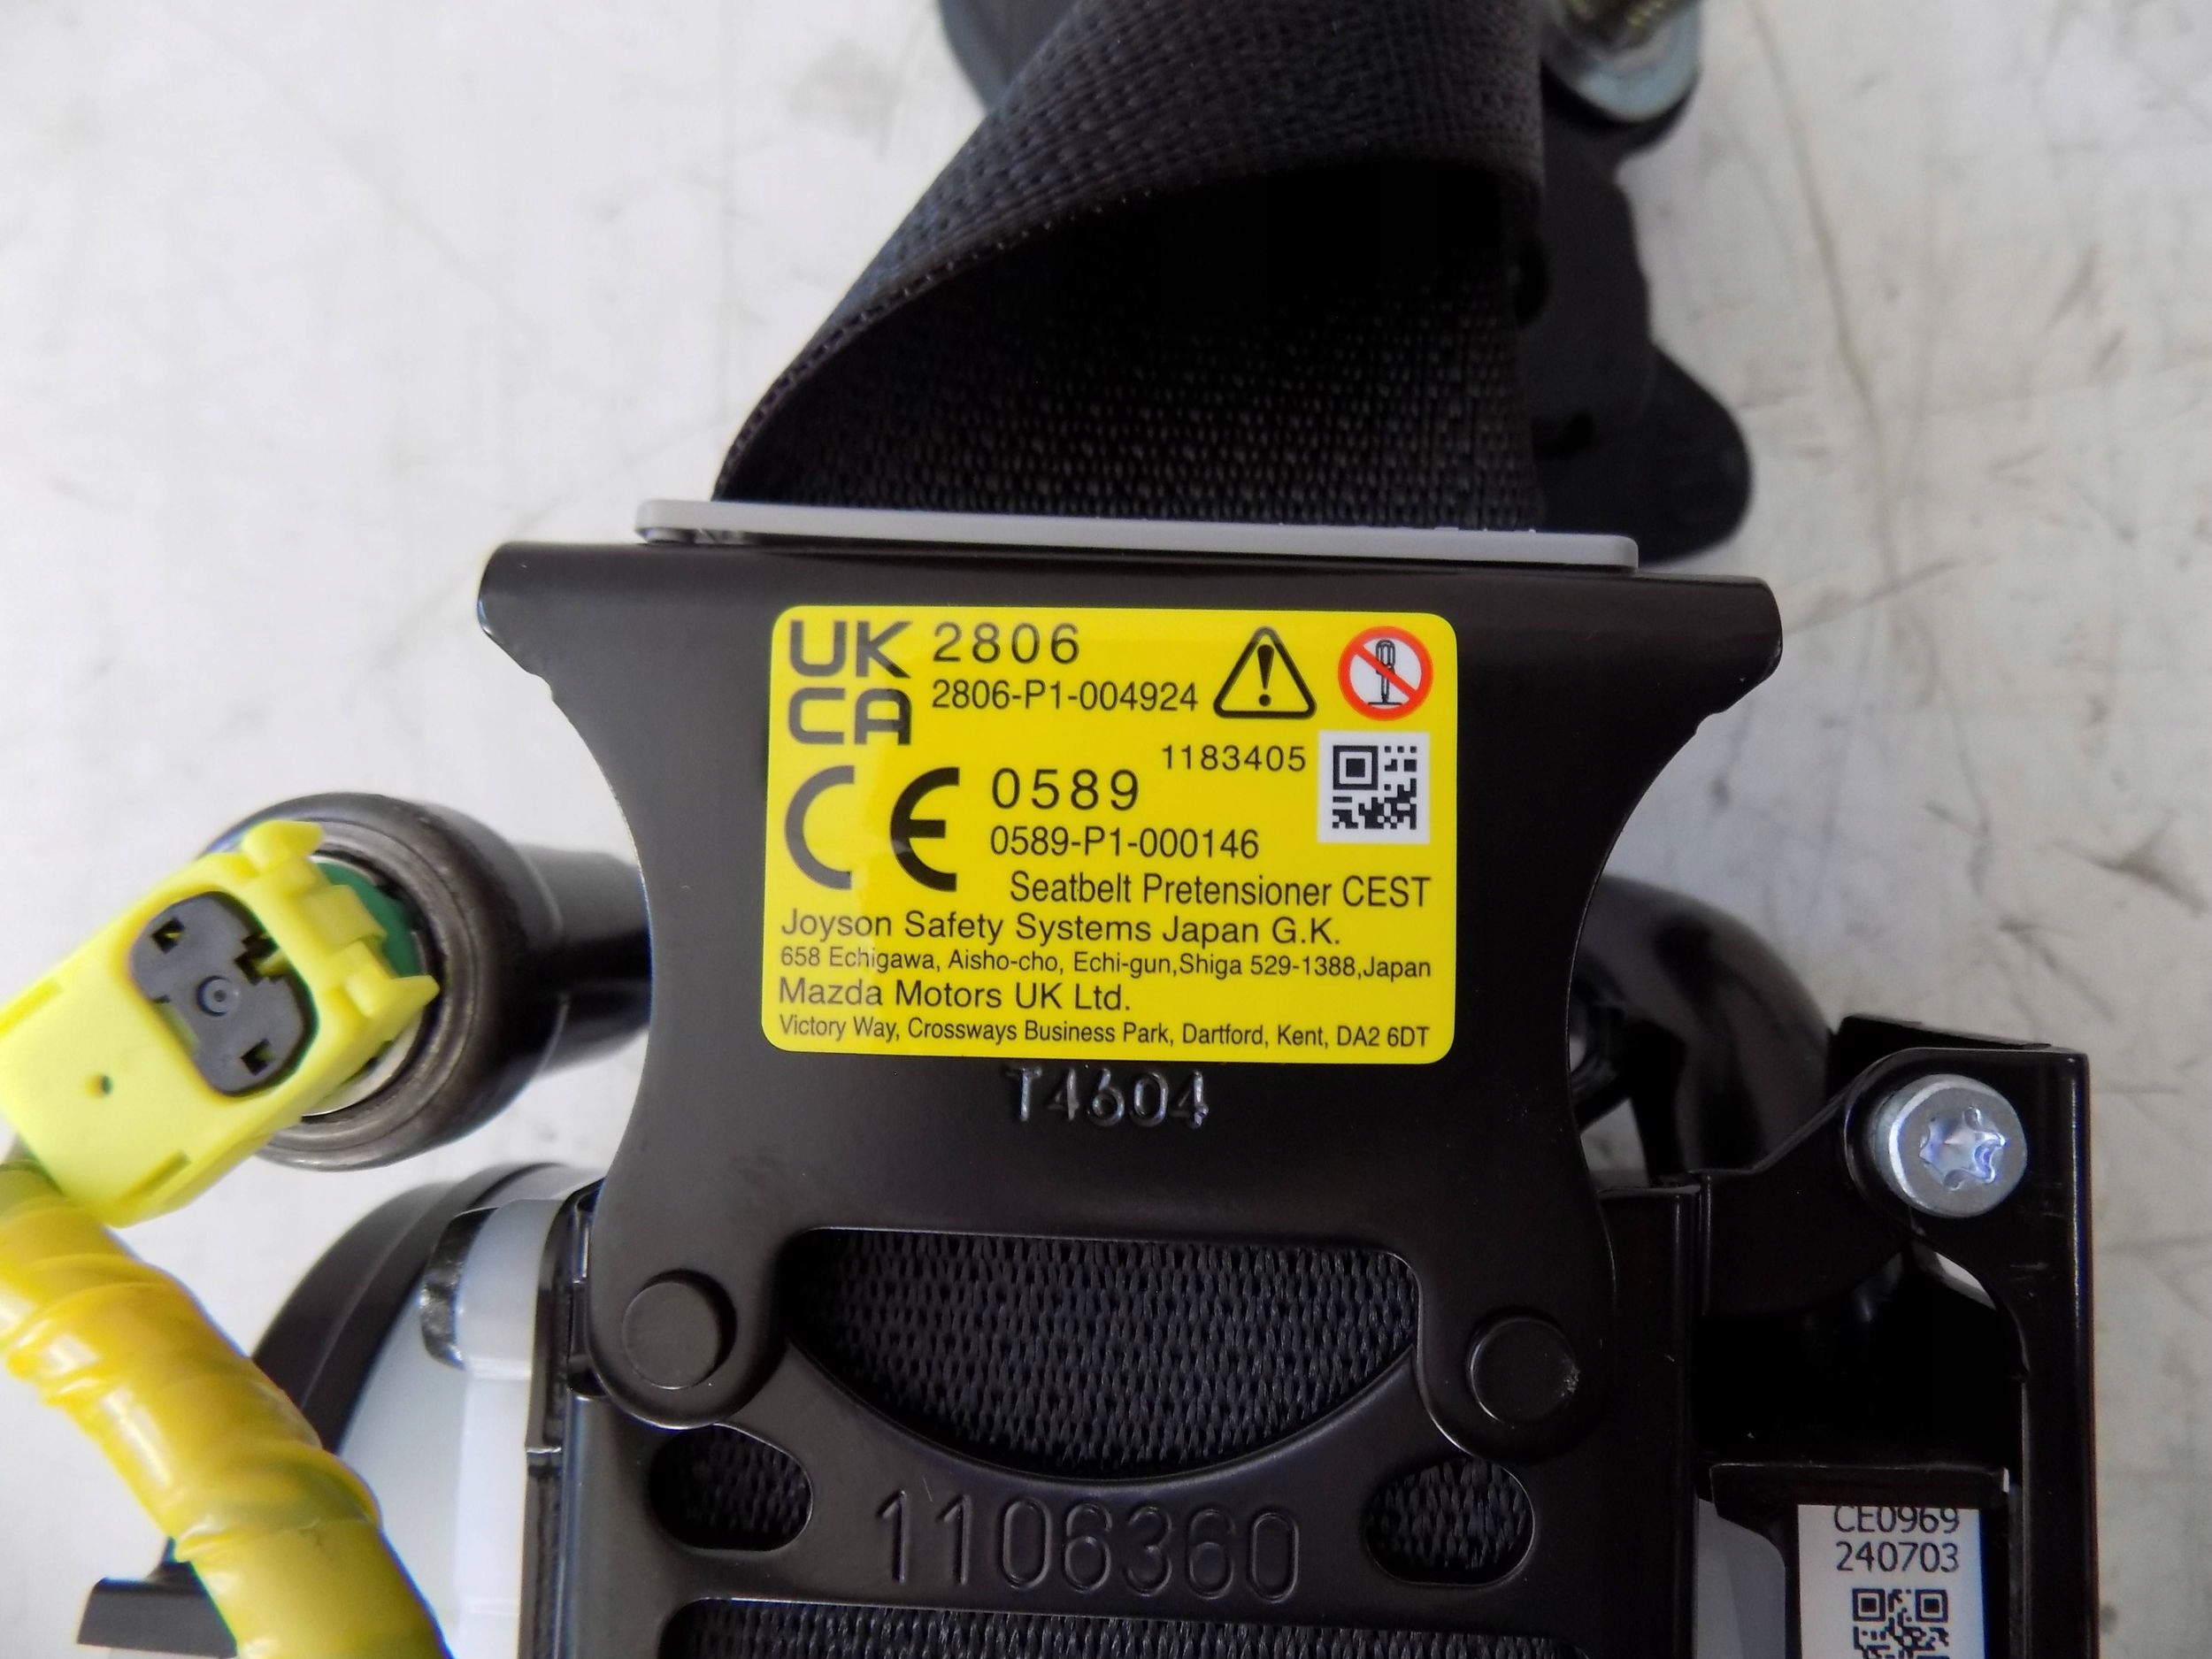 UK
CA
2806
2806-P1-004924
1183405
CE 0589
0589-P1-000146
Seatbelt Pretensioner CEST
Joyson Safety Systems Japan G.K.
658 Echigawa, Aisho-cho, Echi-gun,Shiga 529-1388,Japan
Mazda Motors UK Ltd.
Victory Way, Crossways Business Park, Dartford, Kent, DA2 6DT
T4604
1106360
CE0969
240703